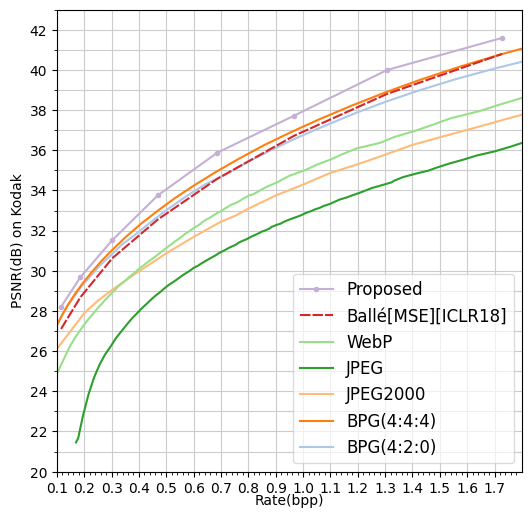 42
40
38
36
34
32
30
28
26
24
22
20
PSNR(dB) on Kodak
Proposed
Ballé[MSE][ICLR18]
WebP
JPEG
JPEG2000
BPG(4:4:4)
BPG(4:2:0)
0.1 0.2 0.3 0.4 0.5 0.6 0.7 0.8 0.9 1.0 1.1 1.2 1.3 1.4 1.5 1.6 1.7
Rate(bpp)